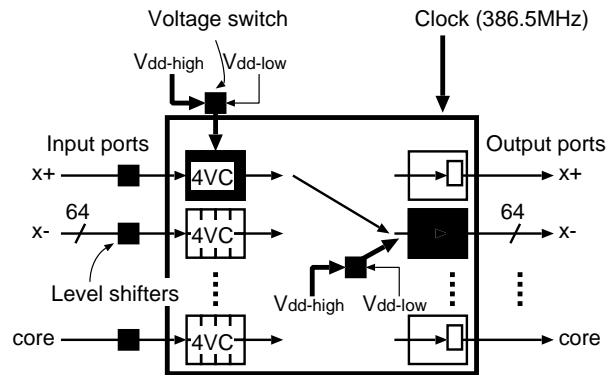 Voltage switch
Clock (386.5MHz)
Vdd-high
Vdd-low
Input ports
Output ports
x+
4VC
x+
64
64
x-
4VC
x-
Level shifters
Vdd-high
Vdd-low
core
4VC
core